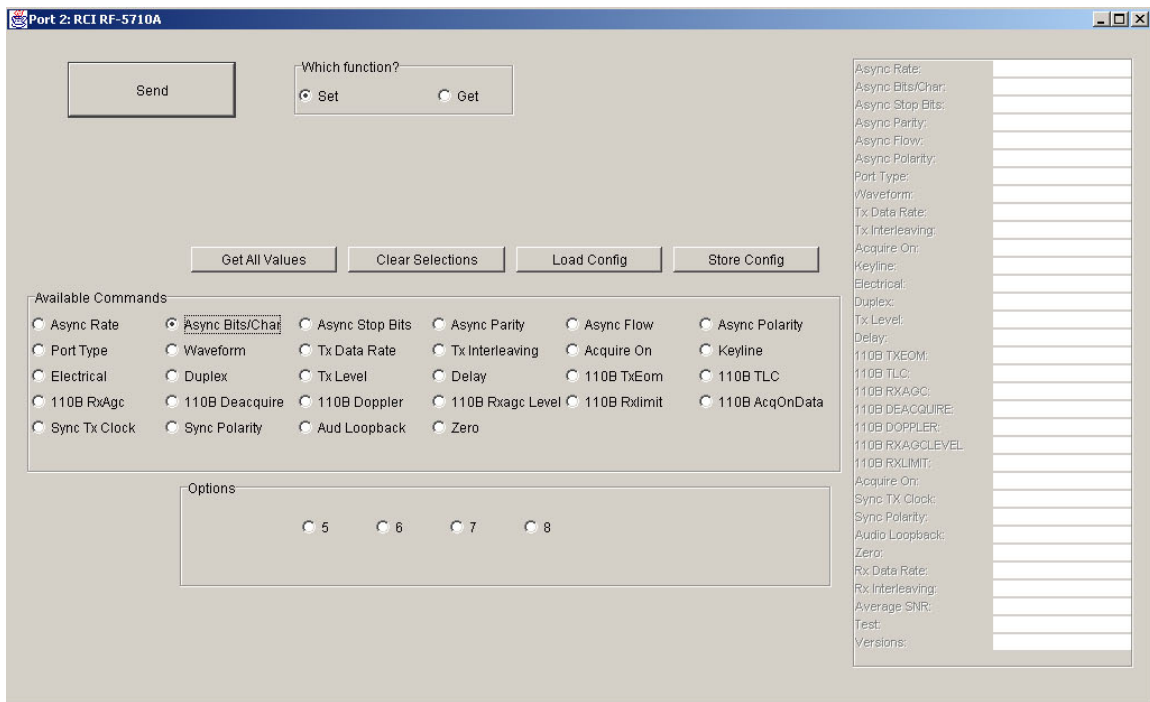 Port 2: RCI RF-5710A
Send
Which function?
Set Get
Get All Values Clear Selections Load Config Store Config
Available Commands
Async Rate Async Bits/Char Async Stop Bits Async Parity Async Flow Async Polarity
Port Type Waveform Tx Data Rate Tx Interleaving Acquire On Keyline
Electrical Duplex Tx Level Delay 110B TxEom 110B TLC
110B RxAgc 110B Deacquire 110B Doppler 110B Rxagc Level 110B Rxlimit 110B AcqOnData
Sync Tx Clock Sync Polarity Aud Loopback Zero
Options
5 6 7 8
Async Rate:
Async Bits/Char:
Async Stop Bits:
Async Parity:
Async Flow:
Async Polarity:
Port Type:
Waveform:
Tx Data Rate:
Tx Interleaving:
Acquire On:
Keyline:
Electrical:
Duplex:
Tx Level:
Delay:
110B TXEOM:
110B TLC:
110B RXAGC:
110B DEACQUIRE:
110B DOPPLER:
110B RXAGCLEVEL
110B RXLIMIT:
Acquire On:
Sync TX Clock:
Sync Polarity:
Audio Loopback:
Zero:
Rx Data Rate:
Rx Interleaving:
Average SNR:
Test:
Versions: